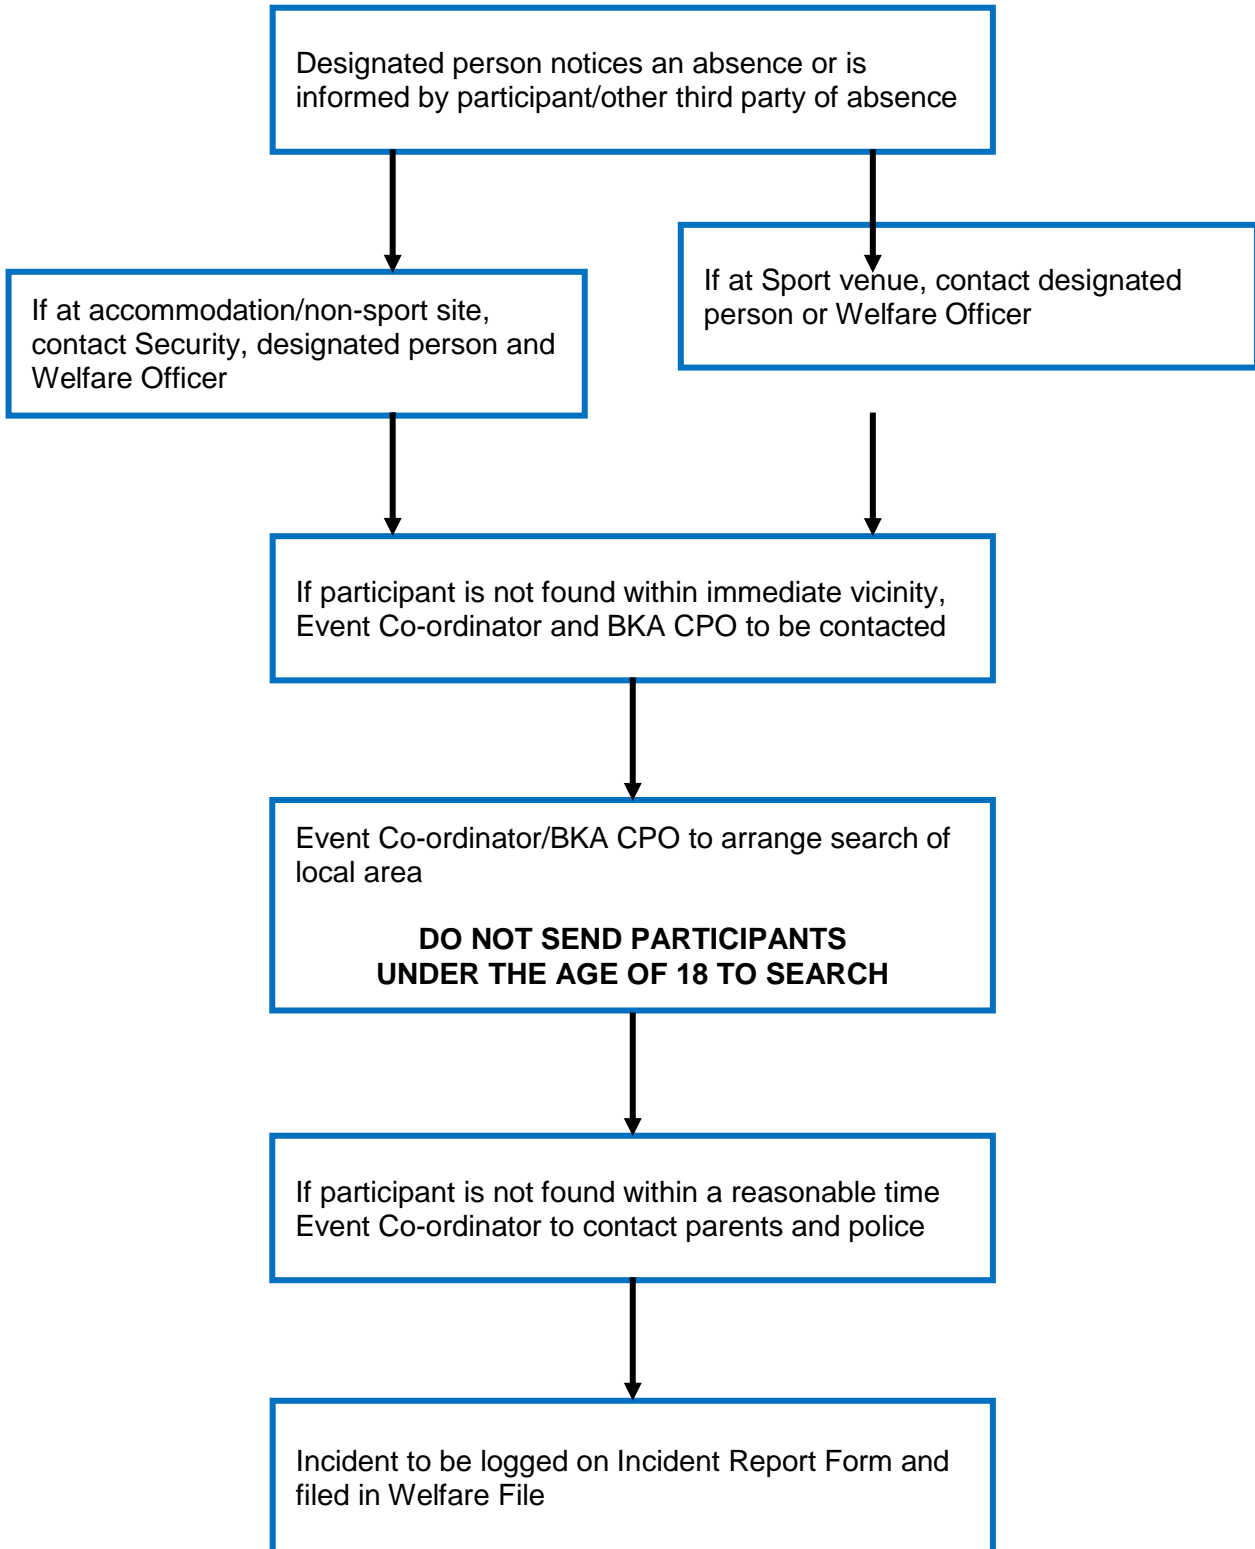 Designated person notices an absence or is
informed by participant/other third party of absence
If at accommodation/non-sport site,
contact Security, designated person and
Welfare Officer
If at Sport venue, contact designated
person or Welfare Officer
If participant is not found within immediate vicinity,
Event Co-ordinator and BKA CPO to be contacted
Event Co-ordinator/BKA CPO to arrange search of
local area
DO NOT SEND PARTICIPANTS
UNDER THE AGE OF 18 TO SEARCH
If participant is not found within a reasonable time
Event Co-ordinator to contact parents and police
Incident to be logged on Incident Report Form and
filed in Welfare File